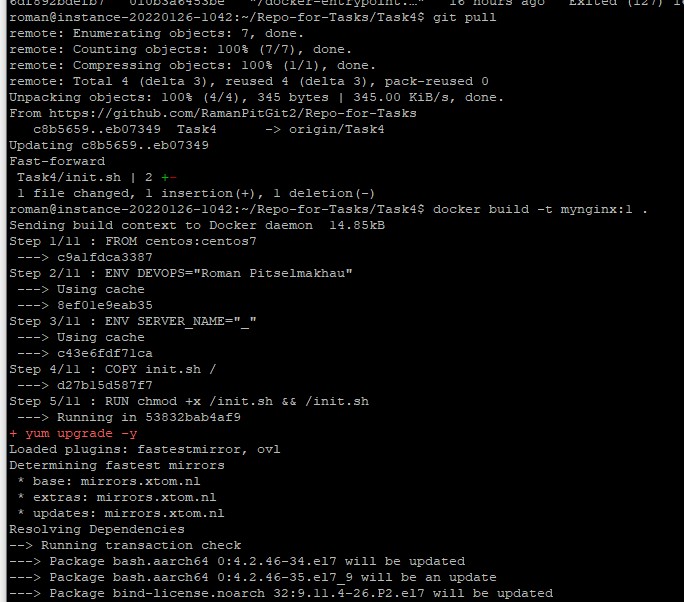 roman@instance-20220126-1042:~/Repo-for-Tasks/Task4$ git pull
remote: Enumerating objects: 7, done.
remote: Counting objects: 100% (7/7), done.
remote: Compressing objects: 100% (1/1), done.
remote: Total 4 (delta 3), reused 4 (delta 3), pack-reused 0
Unpacking objects: 100% (4/4), 345 bytes | 345.00 KiB/s, done.
From https://github.com/RamanPitGit2/Repo-for-Tasks
   c8b5659..eb07349  Task4      -> origin/Task4
Updating c8b5659..eb07349
Fast-forward
 Task4/init.sh | 2 +-
 1 file changed, 1 insertion(+), 1 deletion(-)
roman@instance-20220126-1042:~/Repo-for-Tasks/Task4$ docker build -t mynginx:1 .
Sending build context to Docker daemon  14.85kB
Step 1/11 : FROM centos:centos7
 ---> c9a1fdca3387
Step 2/11 : ENV DEVOPS="Roman Pitselmakhau"
 ---> Using cache
 ---> 8ef01e9eab35
Step 3/11 : ENV SERVER_NAME="_"
 ---> Using cache
 ---> c43e6fdf71ca
Step 4/11 : COPY init.sh /
 ---> d27b15d587f7
Step 5/11 : RUN chmod +x /init.sh && /init.sh
 ---> Running in 53832bab4af9
+ yum upgrade -y
Loaded plugins: fastestmirror, ovl
Determining fastest mirrors
 * base: mirrors.xtom.nl
 * extras: mirrors.xtom.nl
 * updates: mirrors.xtom.nl
Resolving Dependencies
--> Running transaction check
---> Package bash.aarch64 0:4.2.46-34.el7 will be updated
---> Package bash.aarch64 0:4.2.46-35.el7_9 will be an update
---> Package bind-license.noarch 32:9.11.4-26.P2.el7 will be updated